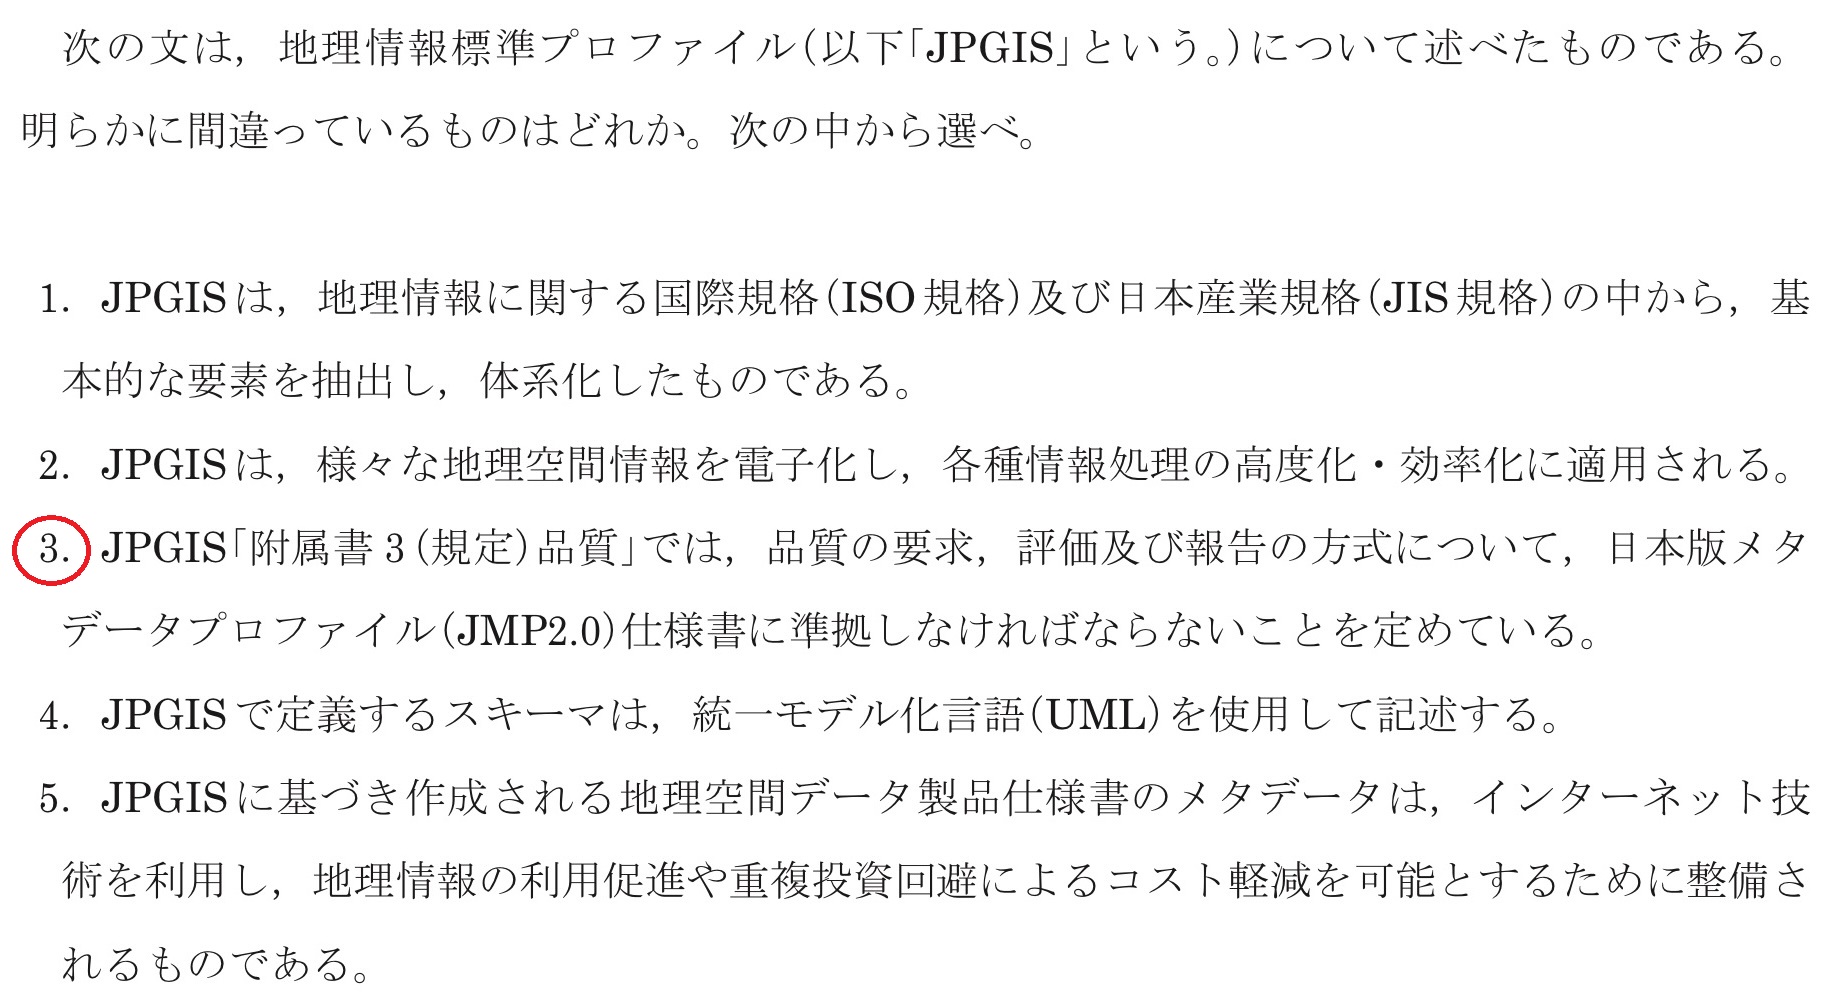 次の文は，地理情報標準プロファイル(以下「JPGIS」という。)について述べたものである。
明らかに間違っているものはどれか。次の中から選べ。
1. JPGISは，地理情報に関する国際規格(ISO規格)及び日本産業規格(JIS規格)の中から，基
本的な要素を抽出し，体系化したものである。
2. JPGISは，様々な地理空間情報を電子化し，各種情報処理の高度化・効率化に適用される。
3. JPGIS「附属書3(規定)品質」では，品質の要求，評価及び報告の方式について，日本版メタ
データプロファイル(JMP2.0)仕様書に準拠しなければならないことを定めている。
4. JPGISで定義するスキーマは，統一モデル化言語(UML)を使用して記述する。
5. JPGISに基づき作成される地理空間データ製品仕様書のメタデータは，インターネット技
術を利用し，地理情報の利用促進や重複投資回避によるコスト軽減を可能とするために整備さ
れるものである。